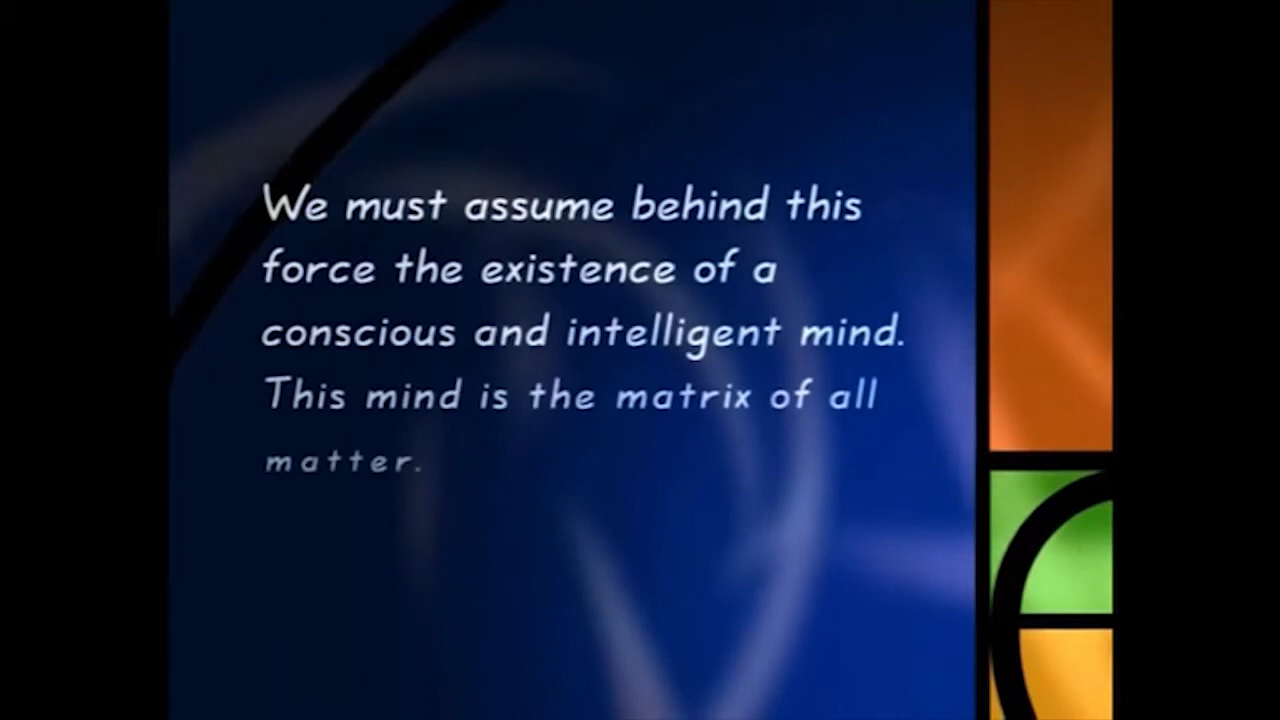 We must assume behind this
force the existence of a
conscious and intelligent mind.
This mind is the matrix of all
matter.